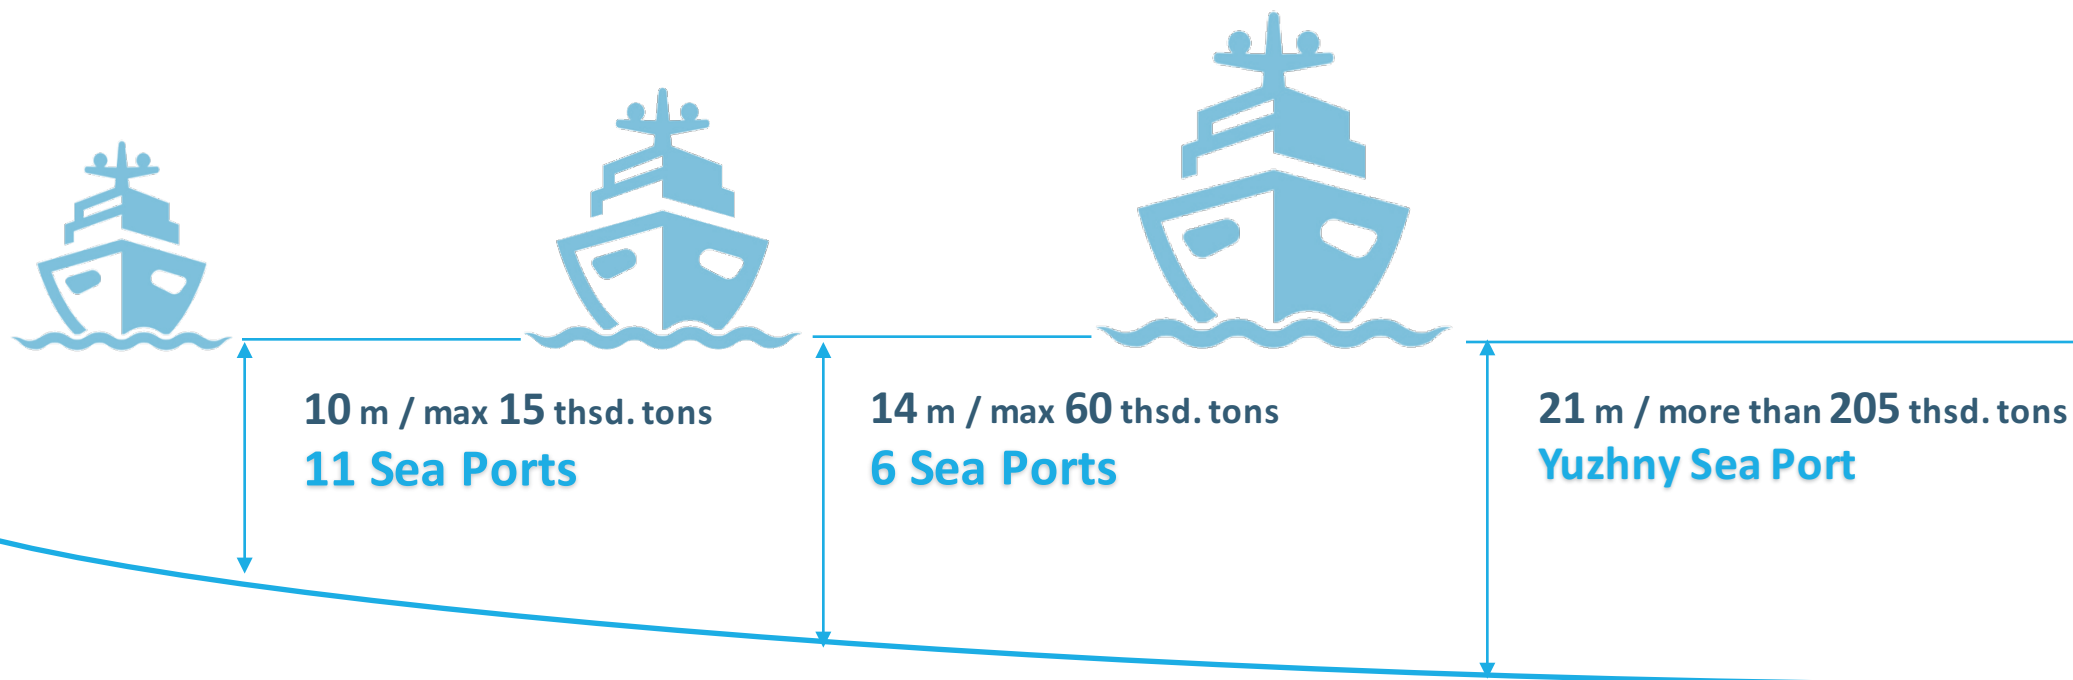 10 m / max 15 thsd. tons
11 Sea Ports
14 m / max 60 thsd. tons
6 Sea Ports
21 m / more than 205 thsd. tons
Yuzhny Sea Port